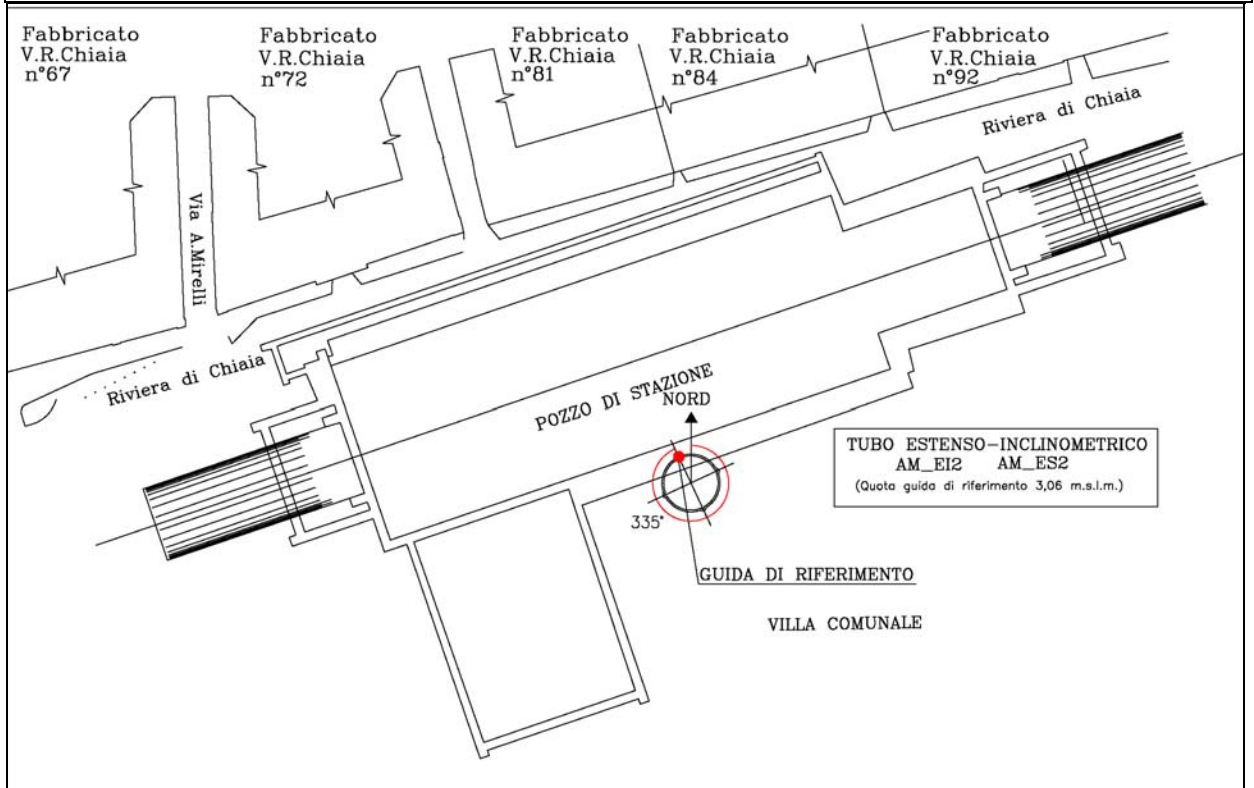 Fabbricato
V.R.Chiaia
n°67
Fabbricato
V.R.Chiaia
n°72
Fabbricato
V.R.Chiaia
n°81
Fabbricato
V.R.Chiaia
n°84
Fabbricato
V.R.Chiaia
n°92
Riviera di Chiaia
Via A.Mirelli
Riviera di Chiaia
POZZO DI STAZIONE
NORD
TUBO ESTENSO-INCLINOMETRICO
AM_EI2 AM_ES2
(Quota guida di riferimento 3,06 m.s.l.m.)
335°
GUIDA DI RIFERIMENTO
VILLA COMUNALE